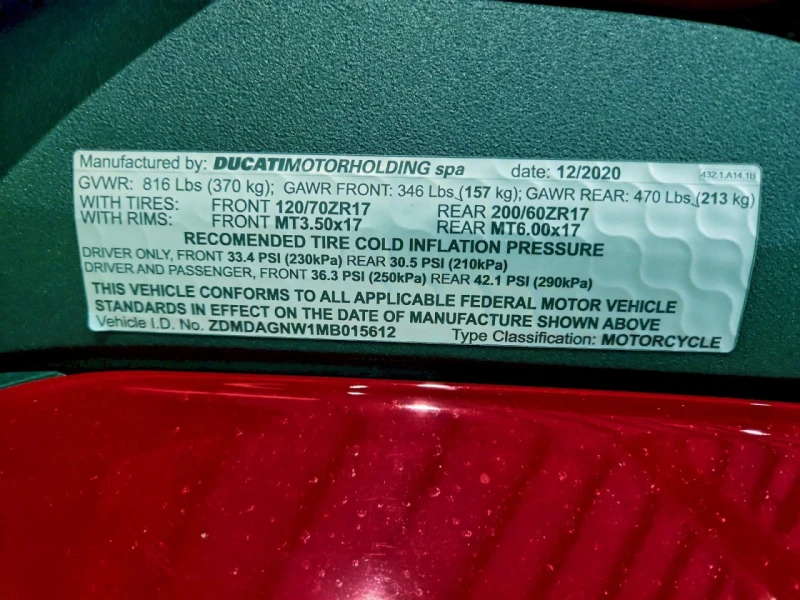 Manufactured by: DUCATIMOTORHOLDING spa date: 12/2020 432.1.A14.1B
GVWR: 816 Lbs (370 kg); GAWR FRONT: 346 Lbs (157 kg); GAWR REAR: 470 Lbs (213 kg)
WITH TIRES: FRONT 120/70ZR17 REAR 200/60ZR17
WITH RIMS: FRONT MT3.50x17 REAR MT6.00x17
RECOMENDED TIRE COLD INFLATION PRESSURE
DRIVER ONLY, FRONT 33.4 PSI (230kPa) REAR 30.5 PSI (210kPa)
DRIVER AND PASSENGER, FRONT 36.3 PSI (250kPa) REAR 42.1 PSI (290kPa)
THIS VEHICLE CONFORMS TO ALL APPLICABLE FEDERAL MOTOR VEHICLE
STANDARDS IN EFFECT ON THE DATE OF MANUFACTURE SHOWN ABOVE
Vehicle I.D. No. ZDMDAGNW1MB015612 Type Classification: MOTORCYCLE